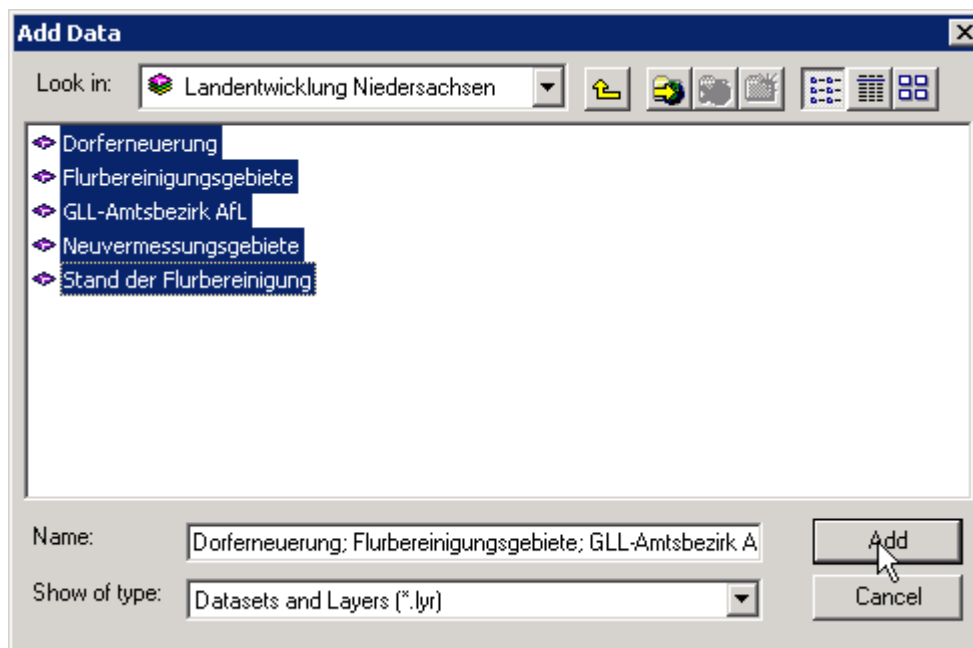 Add Data
Look in: Landentwicklung Niedersachsen
Dorferneuerung
Flurbereinigungsgebiete
GLL-Amtsbezirk AfL
Neuvermessungsgebiete
Stand der Flurbereinigung
Name: Dorferneuerung; Flurbereinigungsgebiete; GLL-Amtsbezirk A Add
Show of type: Datasets and Layers (*.lyr) Cancel